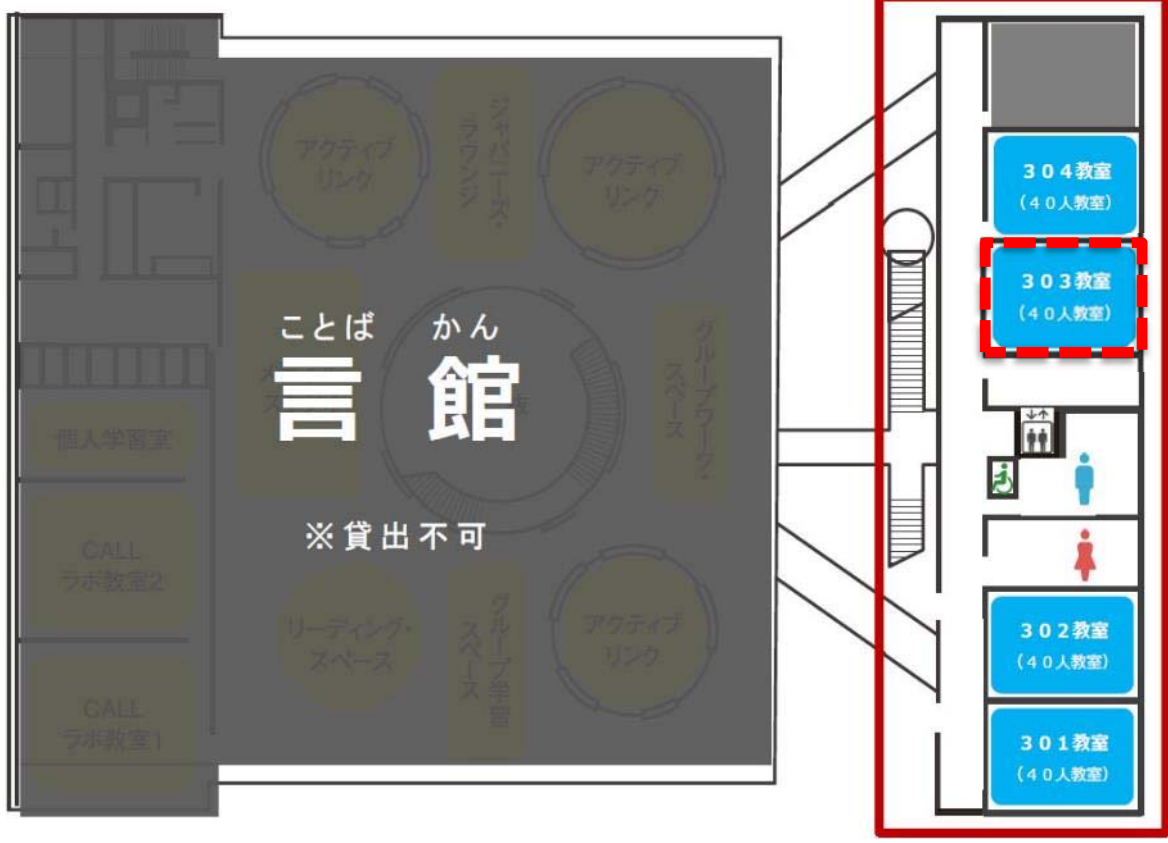 アクティブ
リンク
ジャパニーズ・
ラウンジ
アクティブ
リンク
ことば かん
言 館
グループワーク・
スペース
※貸出不可
個人学習室
CALL
ラボ教室2
リーディング・
スペース
グループ学習
スペース
アクティブ
リンク
CALL
ラボ教室1
304教室
(40人教室)
303教室
(40人教室)
302教室
(40人教室)
301教室
(40人教室)